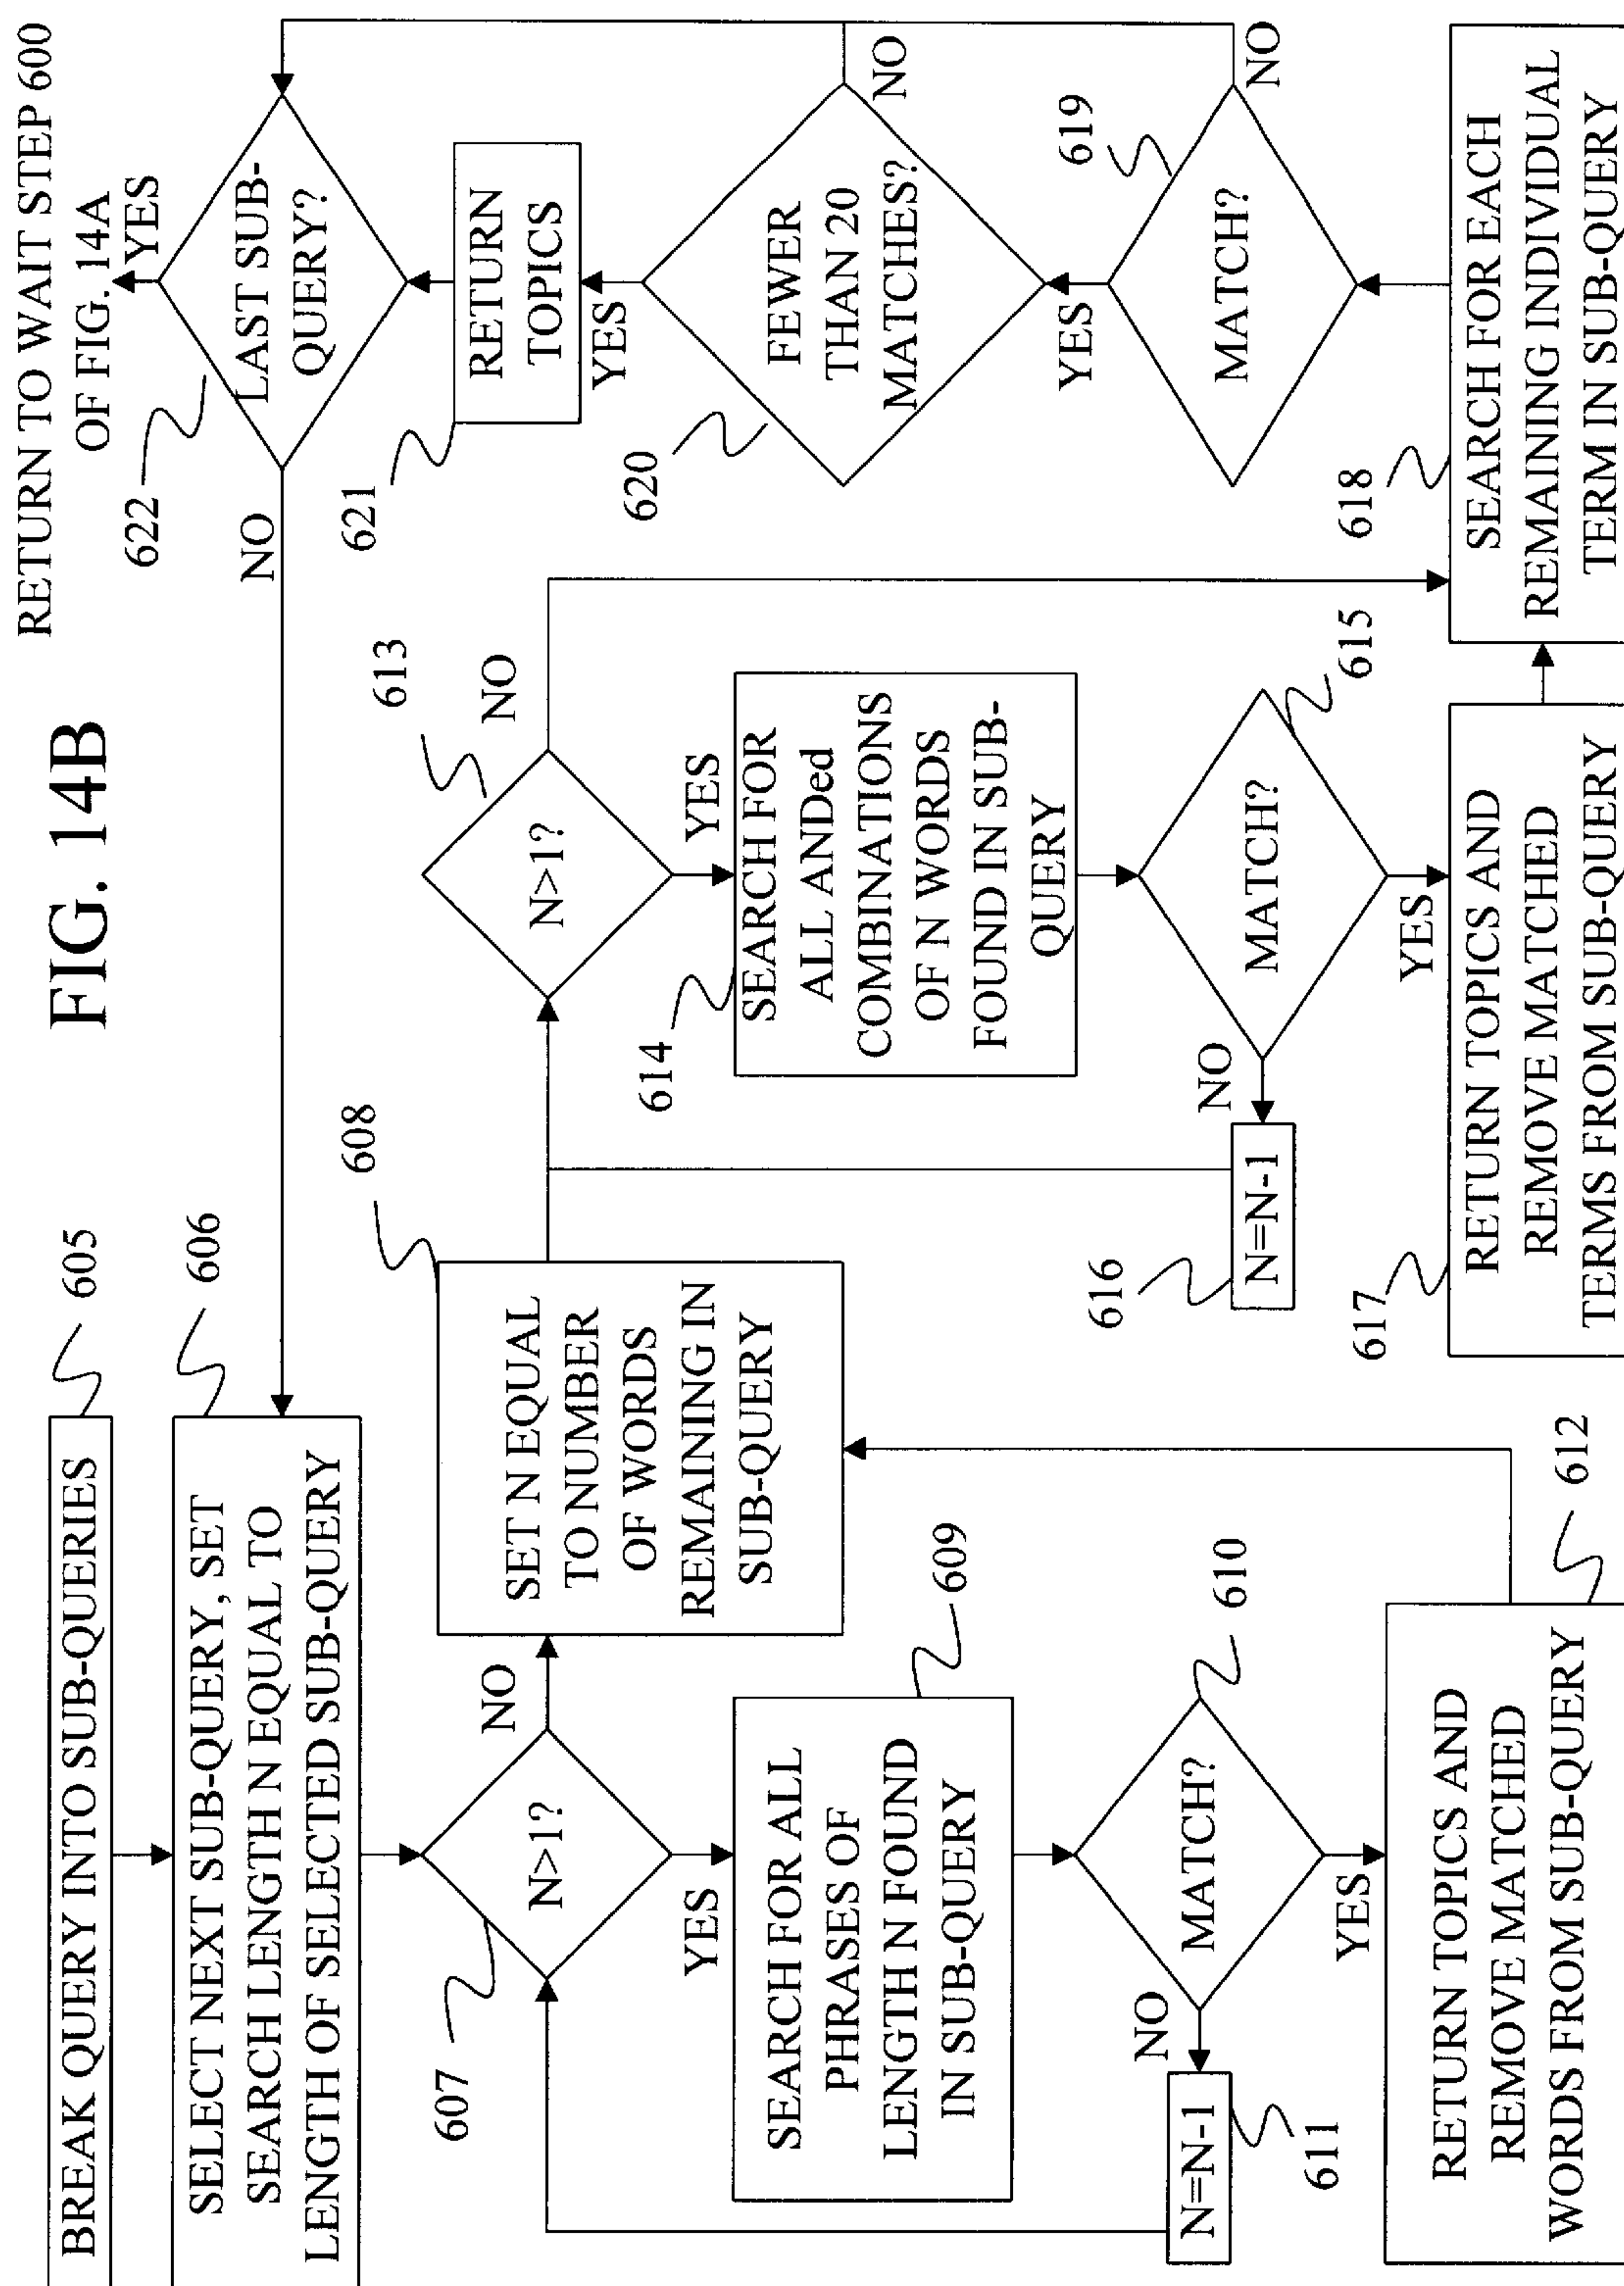 FIG. 14B
BREAK QUERY INTO SUB-QUERIES
605
SELECT NEXT SUB-QUERY, SET
SEARCH LENGTH N EQUAL TO
LENGTH OF SELECTED SUB-QUERY
606
607
N>1?
NO
YES
SEARCH FOR ALL
PHRASES OF
LENGTH N FOUND
IN SUB-QUERY
609
MATCH?
610
NO
N=N-1
611
YES
RETURN TOPICS AND
REMOVE MATCHED
WORDS FROM SUB-QUERY
612
608
SET N EQUAL
TO NUMBER
OF WORDS
REMAINING IN
SUB-QUERY
613
N>1?
NO
YES
614
SEARCH FOR
ALL ANDed
COMBINATIONS
OF N WORDS
FOUND IN SUB-
QUERY
MATCH?
615
NO
N=N-1
616
YES
617
RETURN TOPICS AND
REMOVE MATCHED
TERMS FROM SUB-QUERY
618
SEARCH FOR EACH
REMAINING INDIVIDUAL
TERM IN SUB-QUERY
619
MATCH?
NO
YES
620
FEWER
THAN 20
MATCHES?
NO
YES
621
RETURN
TOPICS
622
LAST SUB-
QUERY?
NO
YES
RETURN TO WAIT STEP 600
OF FIG. 14A